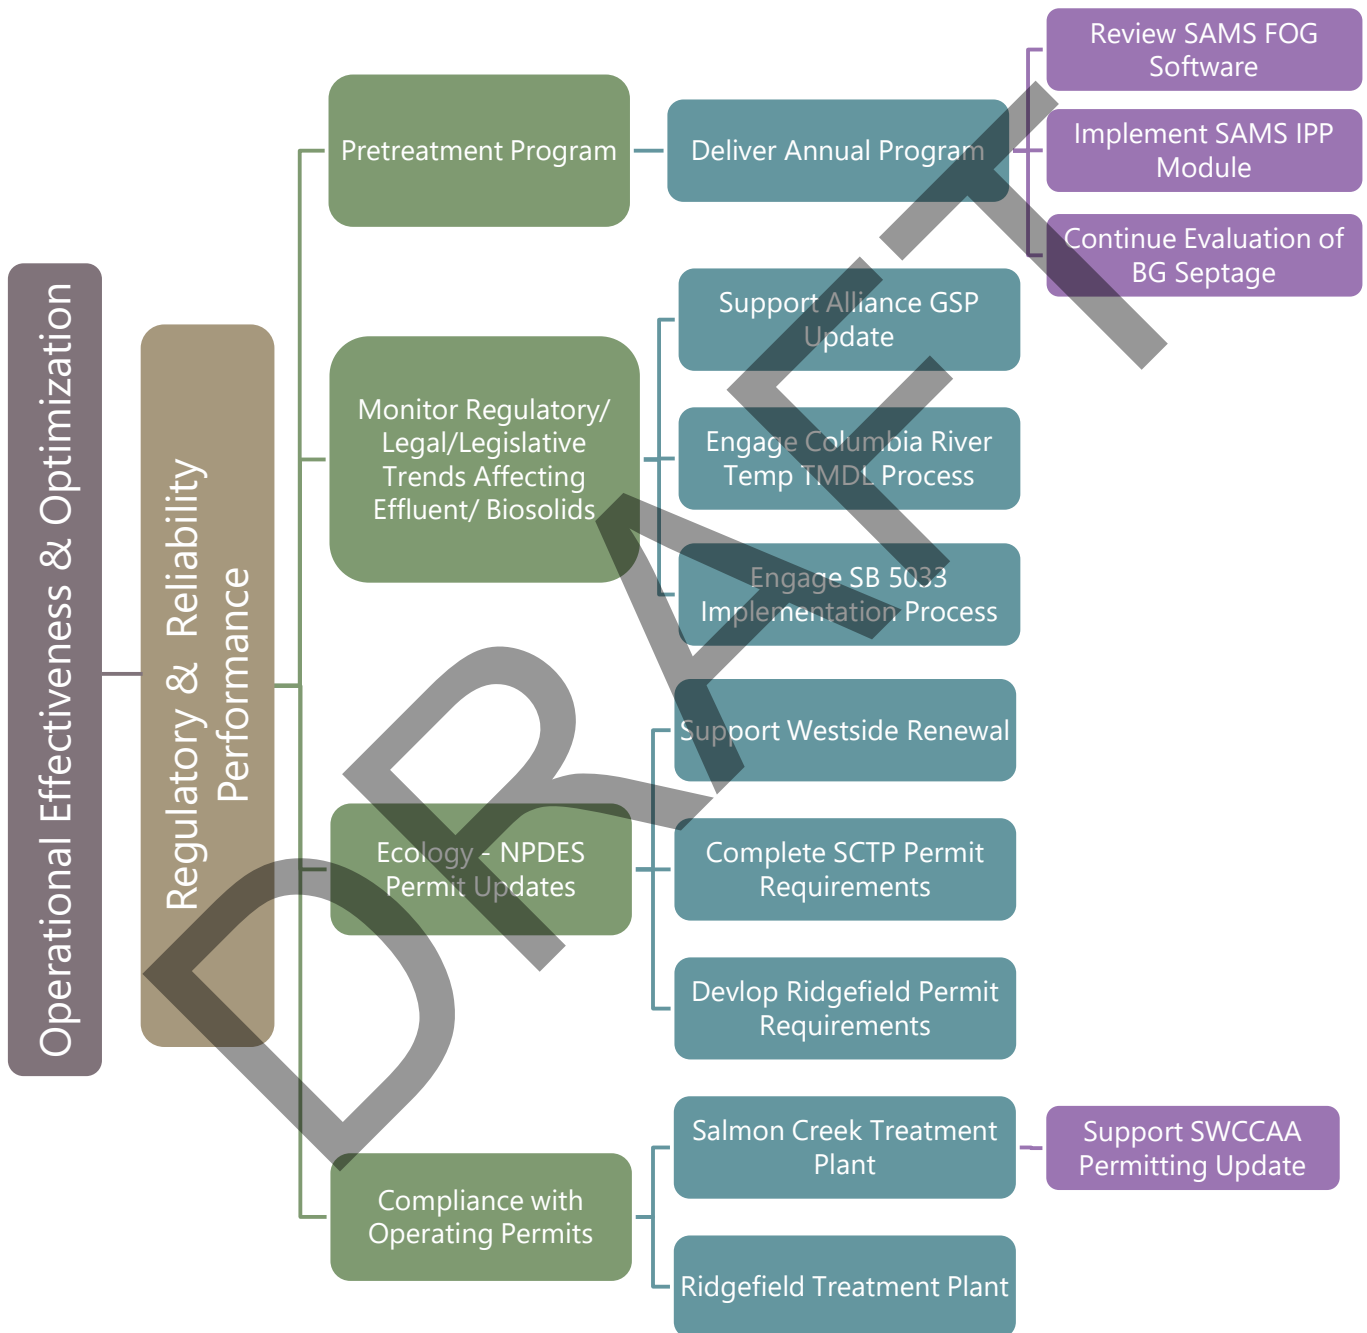 Operational Effectiveness & Optimization
Regulatory & Reliability
Performance
Pretreatment Program
Deliver Annual Program
Review SAMS FOG
Software
Implement SAMS IPP
Module
Continue Evaluation of
BG Septage
Monitor Regulatory/
Legal/Legislative
Trends Affecting
Effluent/ Biosolids
Support Alliance GSP
Update
Engage Columbia River
Temp TMDL Process
Engage SB 5033
Implementation Process
Ecology - NPDES
Permit Updates
Support Westside Renewal
Complete SCTP Permit
Requirements
Devlop Ridgefield Permit
Requirements
Compliance with
Operating Permits
Salmon Creek Treatment
Plant
Support SWCCAA
Permitting Update
Ridgefield Treatment Plant
DRAFT